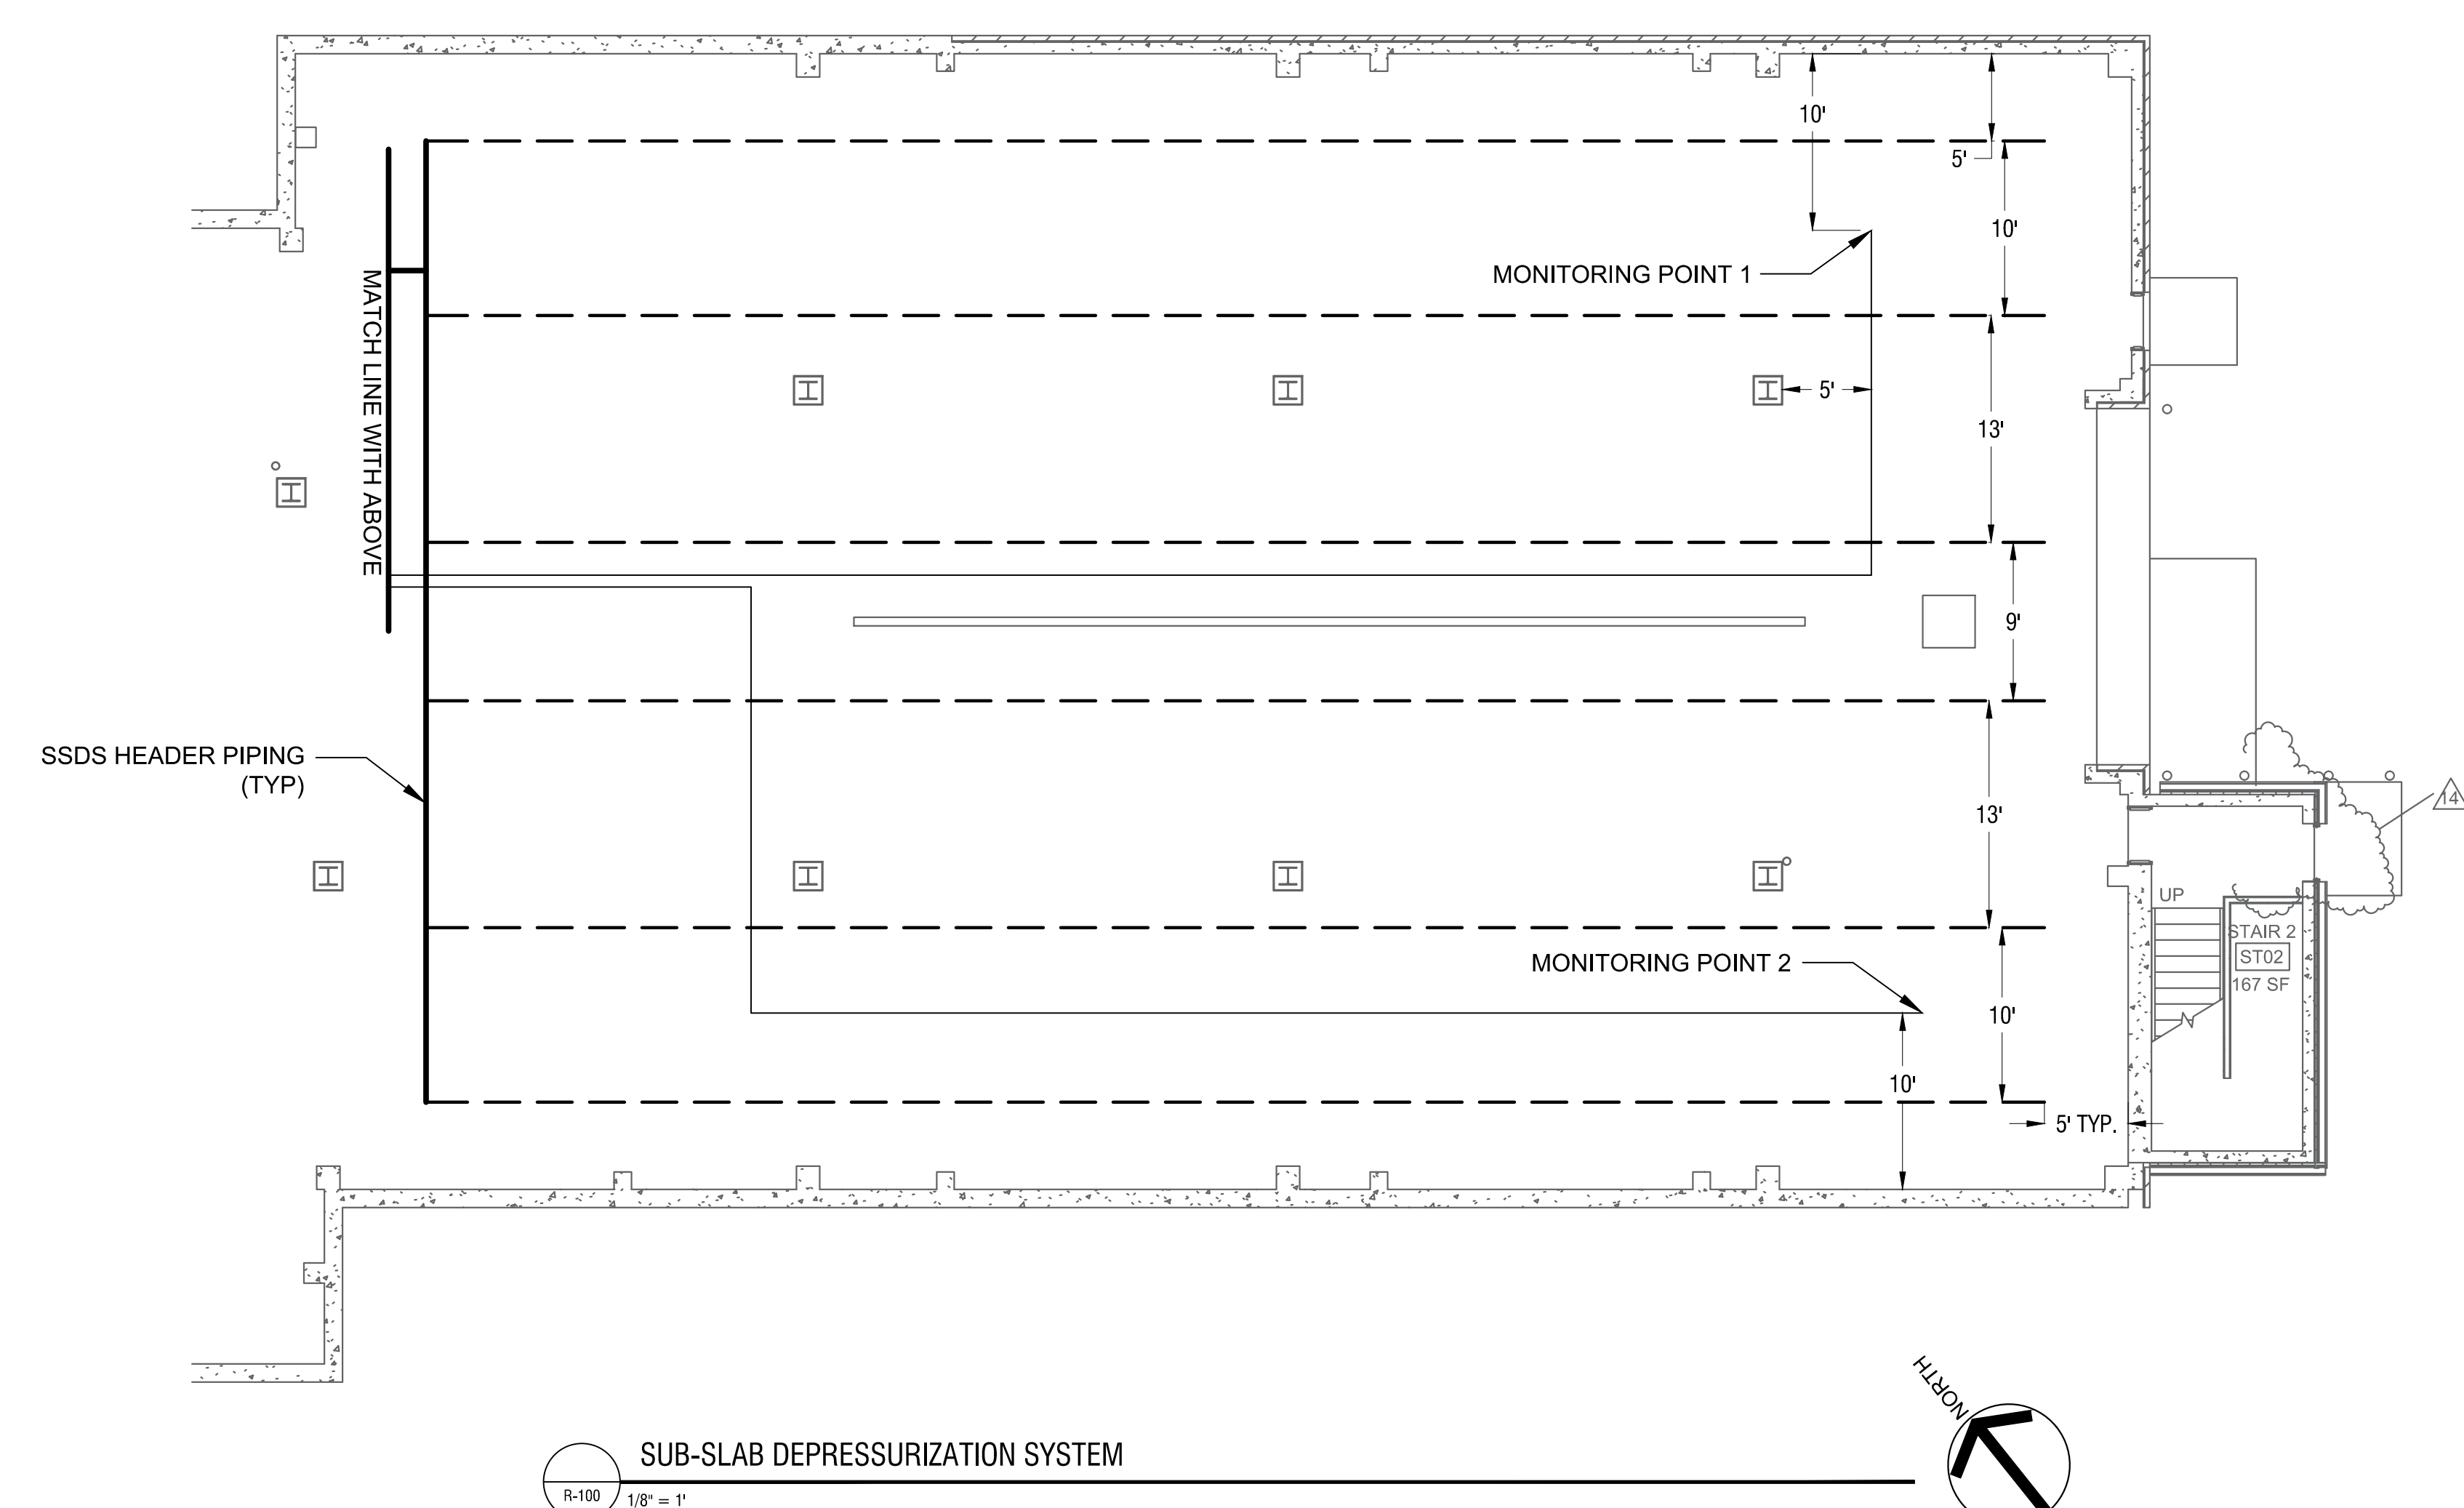 10'
5'
10'
MONITORING POINT 1
MATCH LINE WITH ABOVE
5'
13'
9'
SSDS HEADER PIPING
(TYP)
13'
14
UP
STAIR 2
ST02
167 SF
MONITORING POINT 2
10'
10'
5' TYP.
NORTH
SUB-SLAB DEPRESSURIZATION SYSTEM
R-100
1/8" = 1'